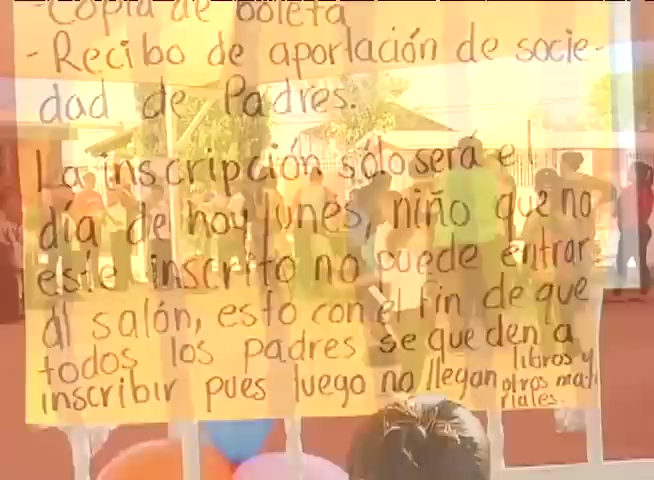 -Copia de boleta
-Recibo de aportación de socie-
dad de Padres.
La inscripción sólo será el
día de hoy lunes, niño que no
este inscrito no puede entrar
al salón, esto con el fin de que
todos los padres se queden a
inscribir pues luego no llegan libros y
otros mate
riales.